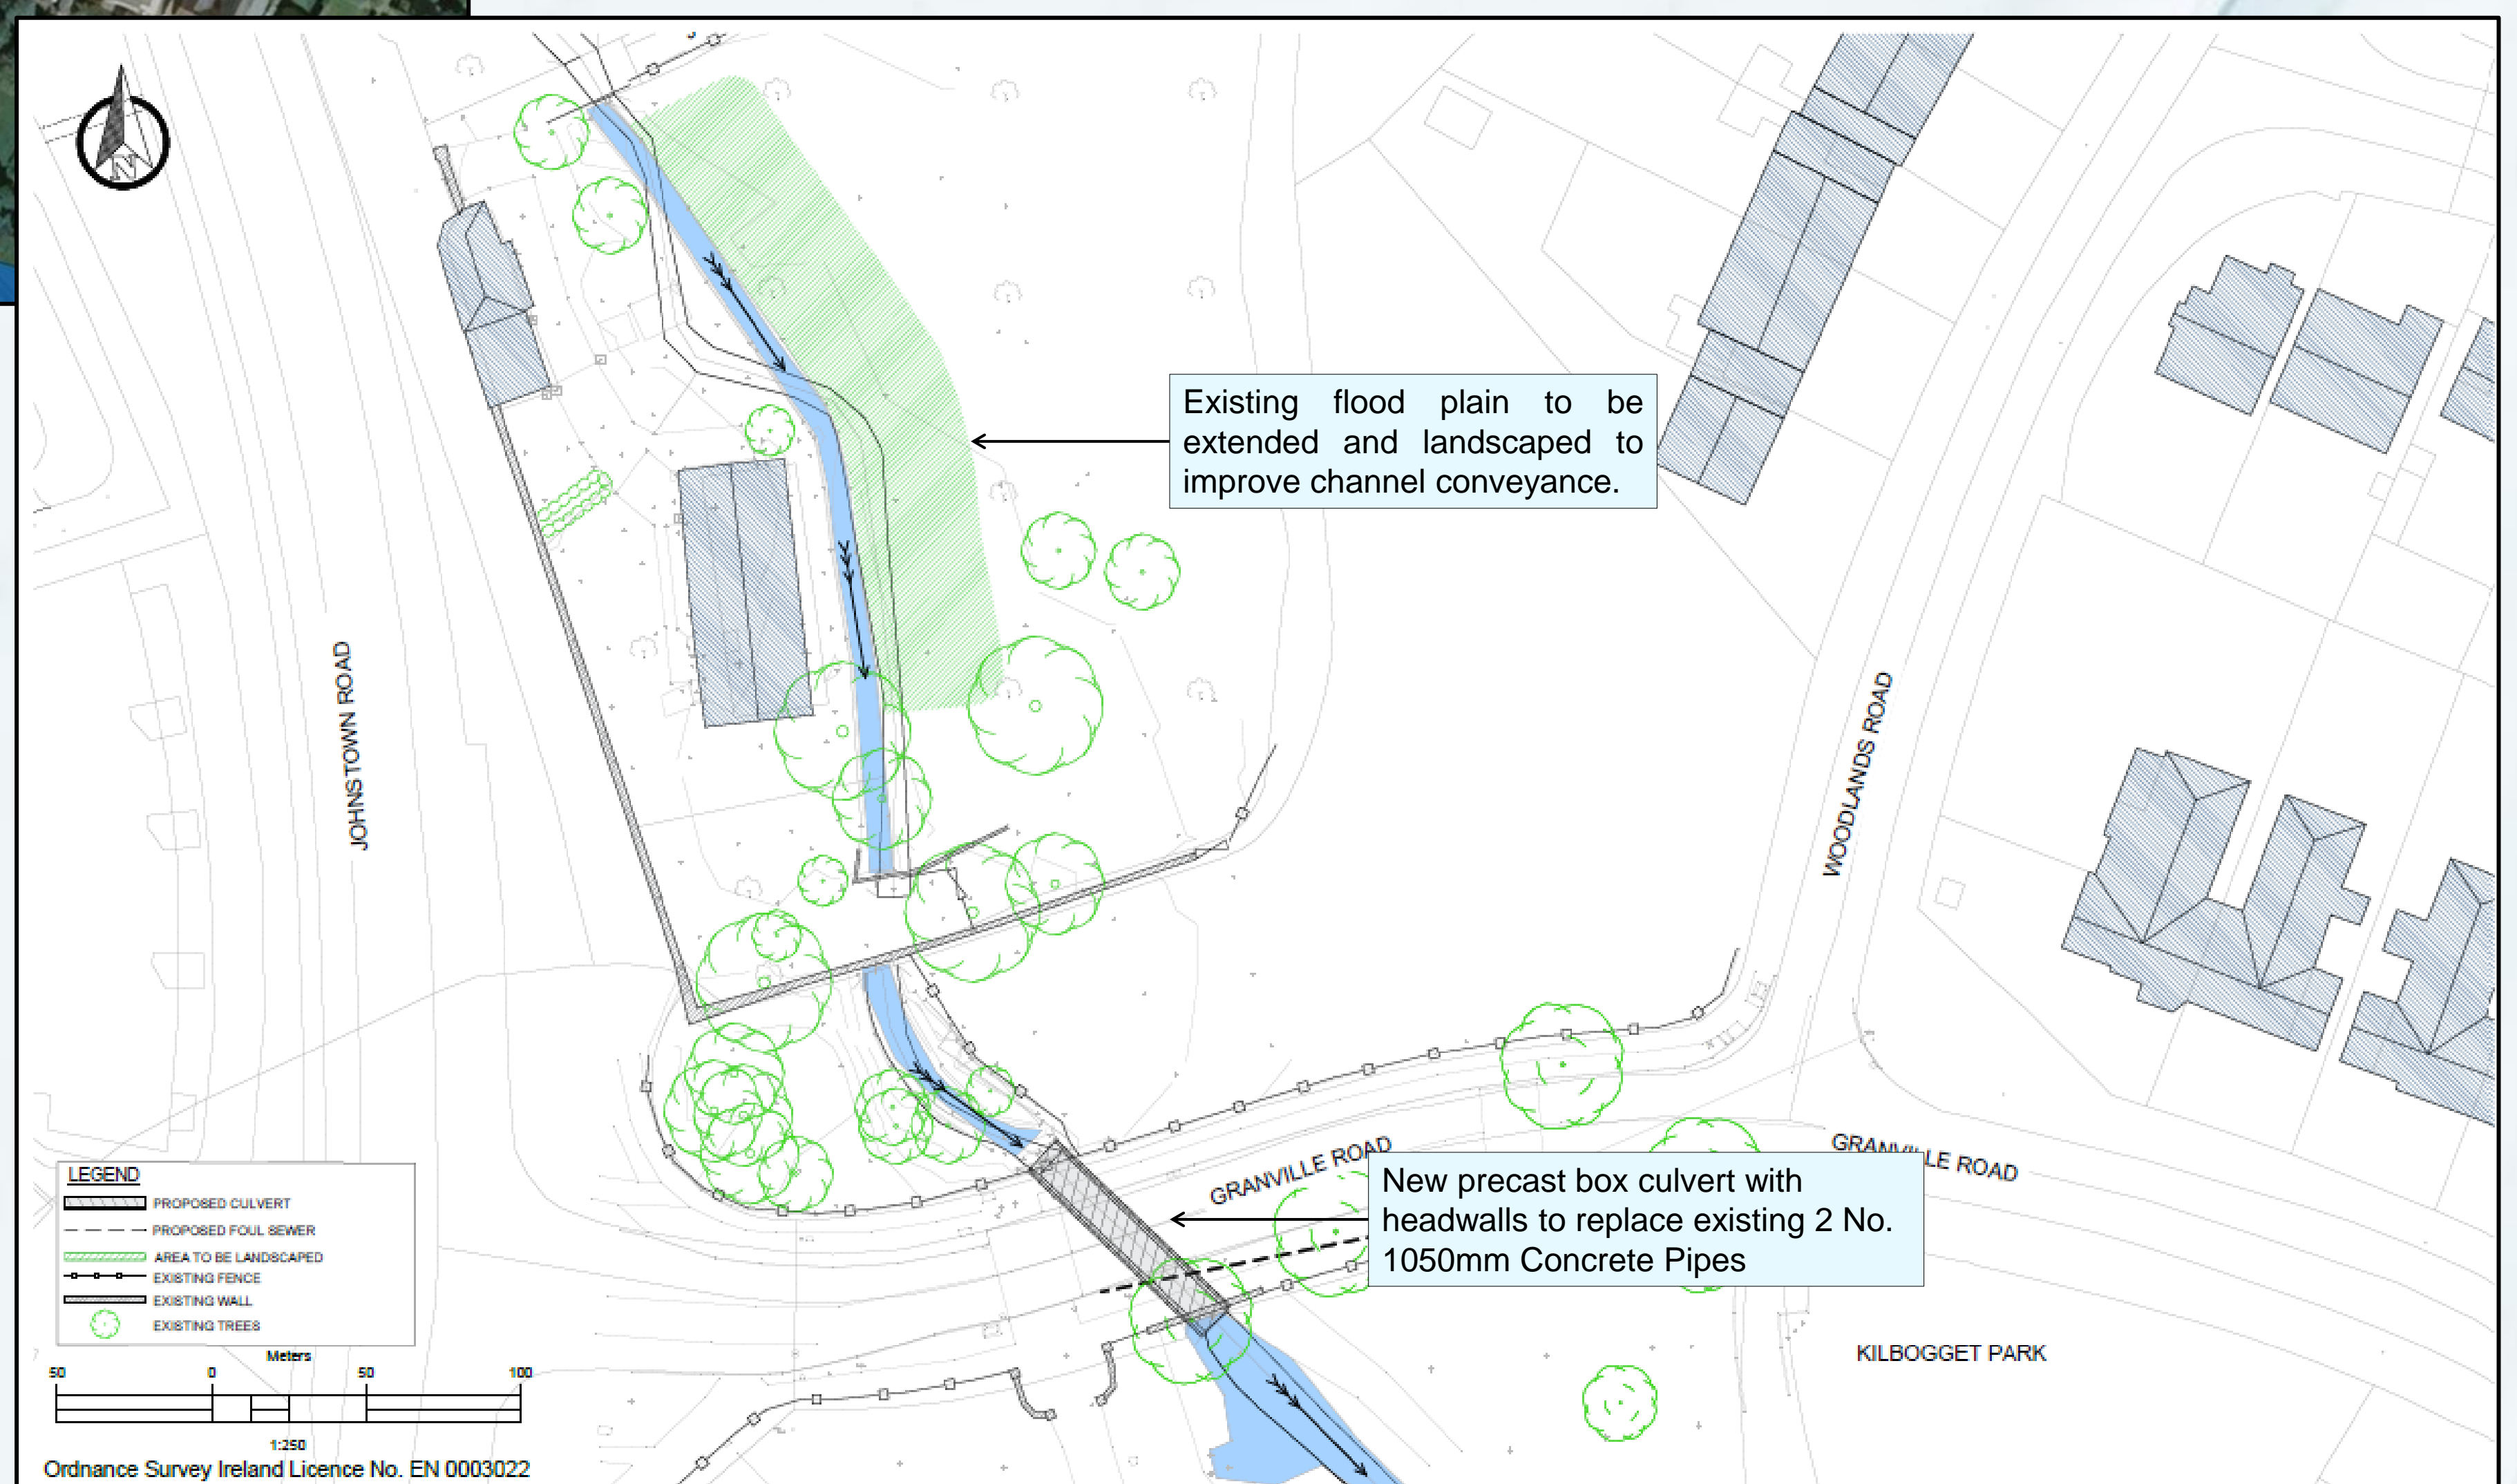 N
Existing flood plain to be
extended and landscaped to
improve channel conveyance.
JOHNSTOWN ROAD
WOODLANDS ROAD
GRANVILLE ROAD
GRANVILLE ROAD
New precast box culvert with
headwalls to replace existing 2 No.
1050mm Concrete Pipes
KILBOGGET PARK
LEGEND
PROPOSED CULVERT
PROPOSED FOUL SEWER
AREA TO BE LANDSCAPED
EXISTING FENCE
EXISTING WALL
EXISTING TREES
Meters
50 0 50 100
1:250
Ordnance Survey Ireland Licence No. EN 0003022